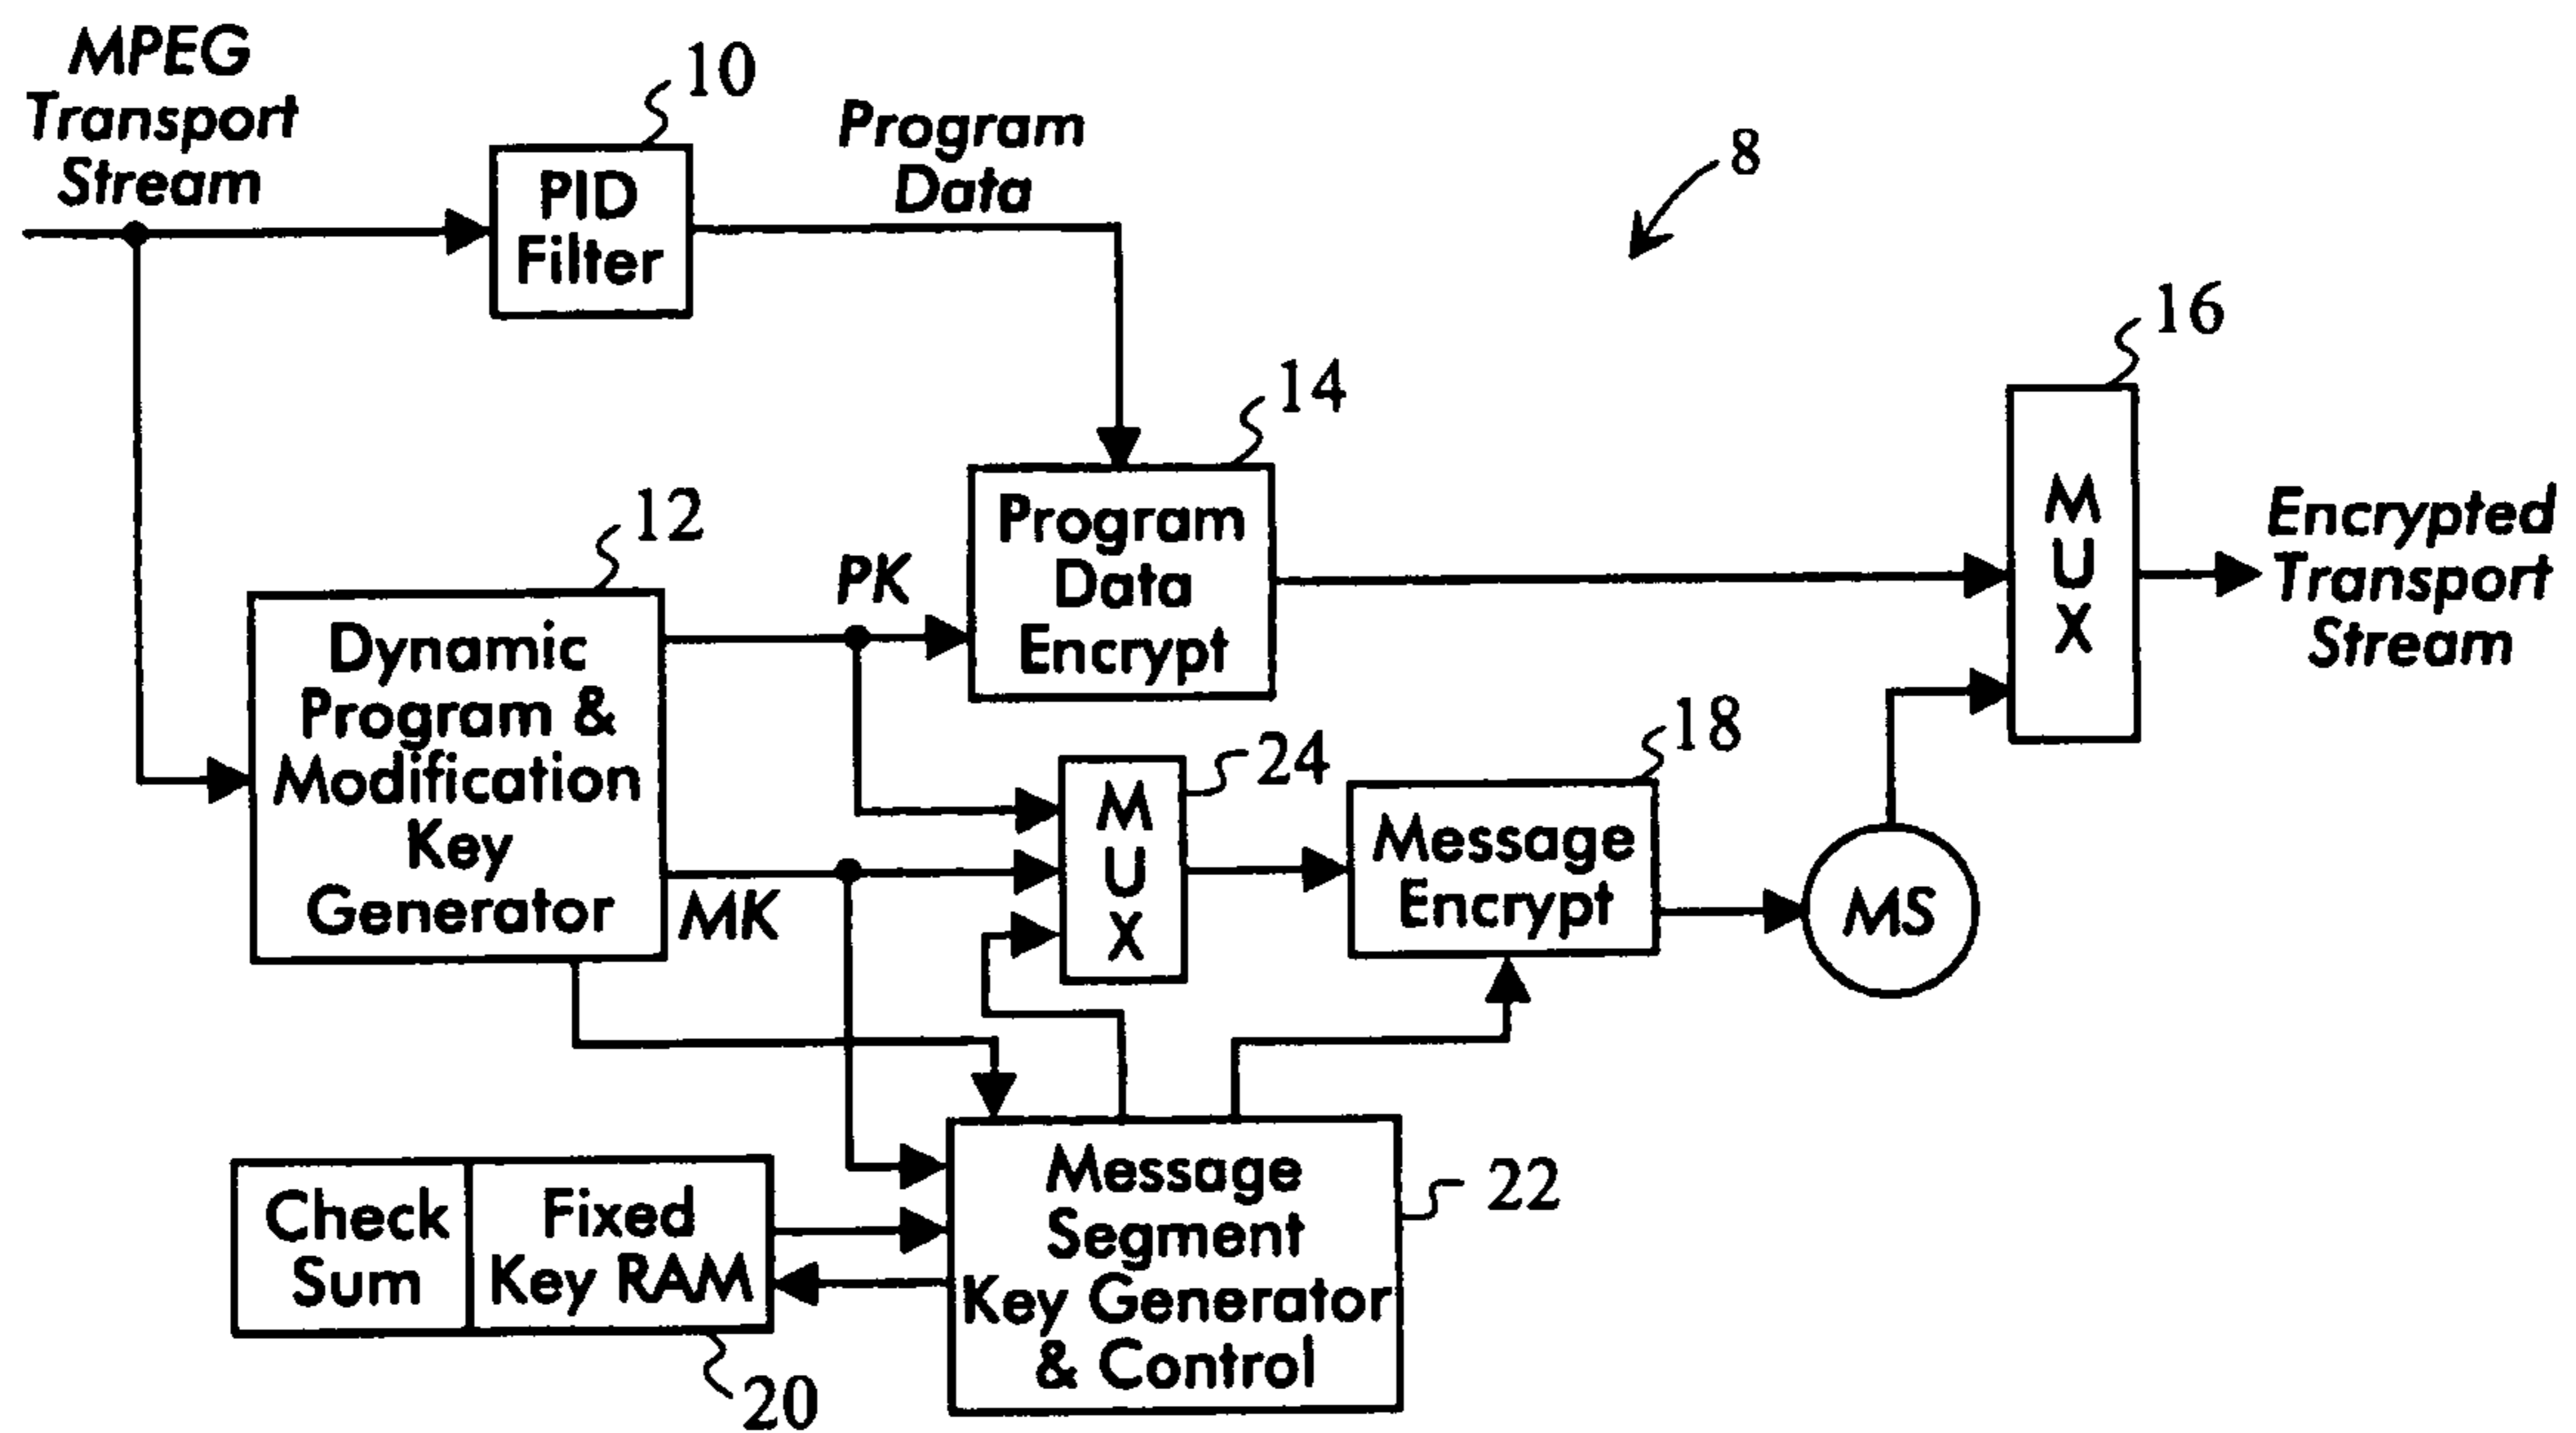 MPEG
Transport
Stream
10
PID
Filter
Program
Data
8
14
Program
Data
Encrypt
16
M
U
X
Encrypted
Transport
Stream
12
Dynamic
Program &
Modification
Key
Generator
PK
MK
24
M
U
X
18
Message
Encrypt
MS
Check
Sum
Fixed
Key RAM
20
Message
Segment
Key Generator
& Control
22